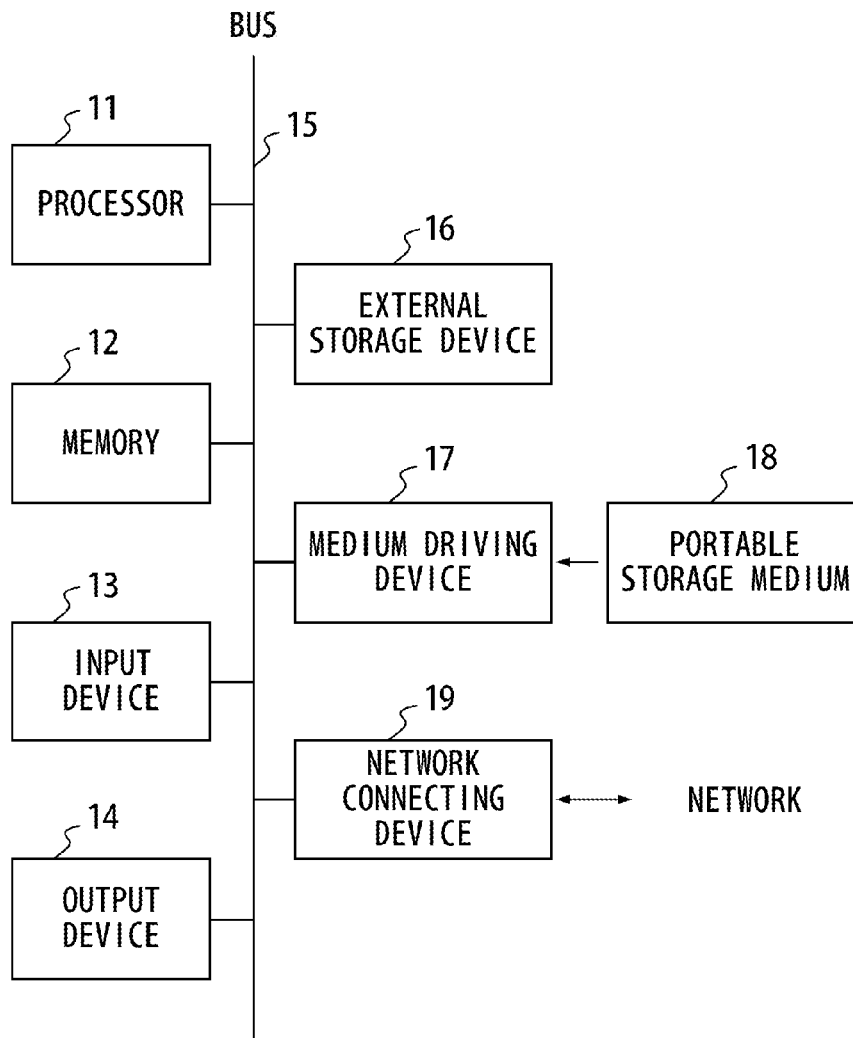 BUS
11
PROCESSOR
15
16
EXTERNAL
STORAGE DEVICE
12
MEMORY
17
MEDIUM DRIVING
DEVICE
18
PORTABLE
STORAGE MEDIUM
13
INPUT
DEVICE
19
NETWORK
CONNECTING
DEVICE
NETWORK
14
OUTPUT
DEVICE